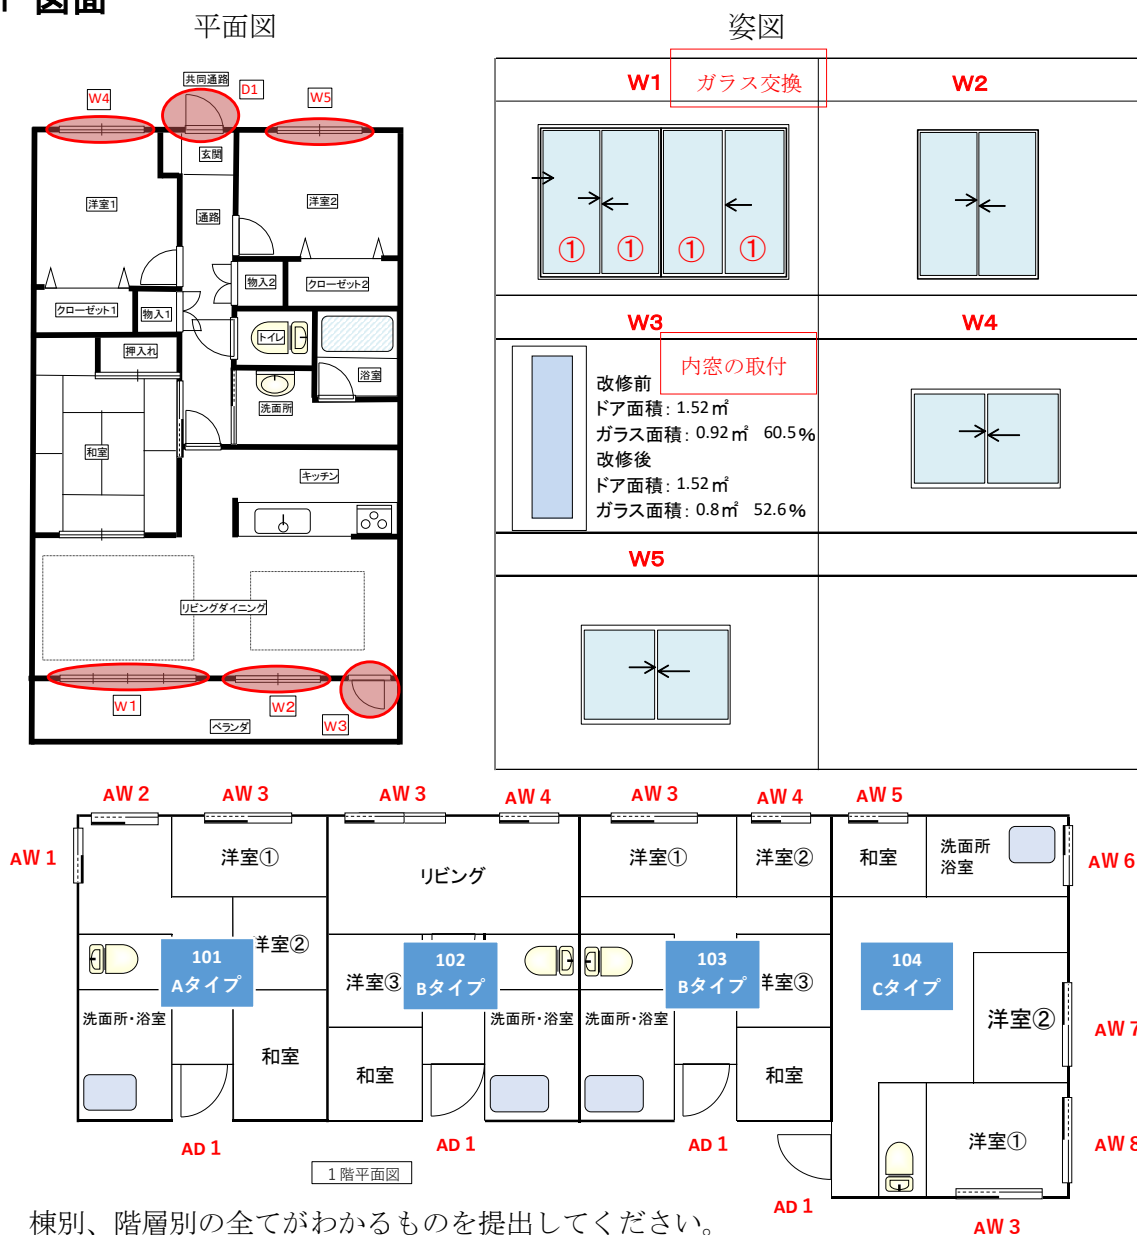 図面
平面図
姿図
共同通路
W4
D1
W5
玄関
洋室1
通路
洋室2
物入2
クローゼット2
クローゼット1
物入1
トイレ
押入れ
浴室
洗面所
和室
キッチン
リビングダイニング
W1
W2
W3
ベランダ
W1
ガラス交換
W2
① ① ① ①
W3
内窓の取付
W4
改修前
ドア面積：1.52㎡
ガラス面積：0.92㎡ 60.5%
改修後
ドア面積：1.52㎡
ガラス面積：0.8㎡ 52.6%
W5
AW 2 AW 3 AW 3 AW 4 AW 3 AW 4 AW 5
AW 1
洋室①
リビング
洋室①
洋室②
和室
洗面所
浴室
AW 6
洋室②
101
Aタイプ
洋室③
102
Bタイプ
103
Bタイプ
洋室③
104
Cタイプ
洗面所・浴室
和室
和室
洗面所・浴室
洗面所・浴室
和室
洋室②
AW 7
洋室①
AW 8
AD 1
AD 1
AD 1
AD 1
AW 3
１階平面図
棟別、階層別の全てがわかるものを提出してください。